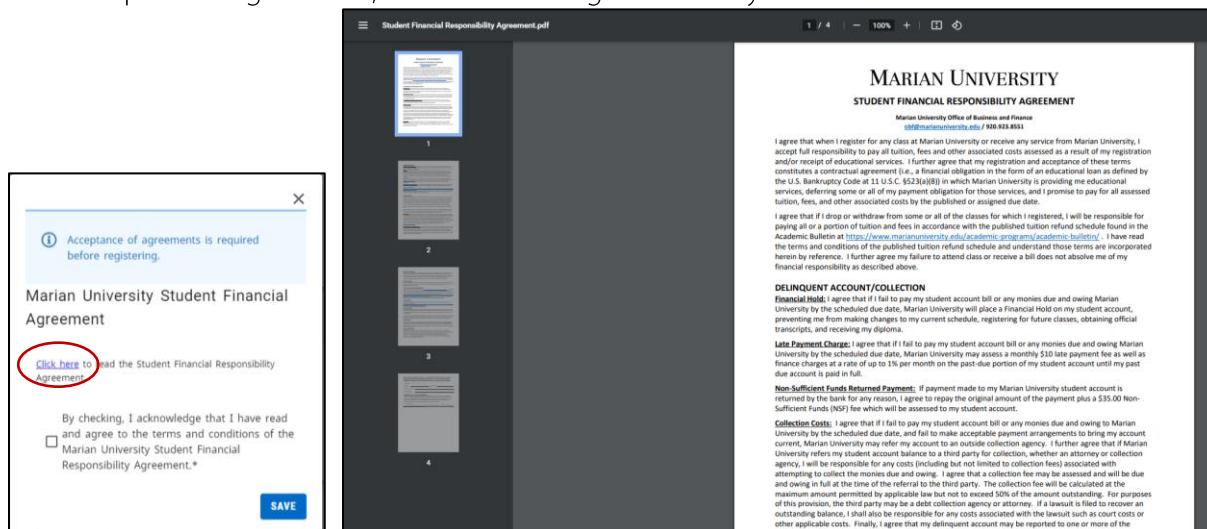 Student Financial Responsibility Agreement.pdf
1 / 4
100%
1
2
3
4
Acceptance of agreements is required
before registering.
Marian University Student Financial
Agreement
Click here to read the Student Financial Responsibility
Agreement
By checking, I acknowledge that I have read
and agree to the terms and conditions of the
Marian University Student Financial
Responsibility Agreement.*
SAVE
MARIAN UNIVERSITY
STUDENT FINANCIAL RESPONSIBILITY AGREEMENT
Marian University Office of Business and Finance
obf@marianuniversity.edu / 920.923.8551
I agree that when I register for any class at Marian University or receive any service from Marian University, I
accept full responsibility to pay all tuition, fees and other associated costs assessed as a result of my registration
and/or receipt of educational services. I further agree that my registration and acceptance of these terms
constitutes a contractual agreement (i.e., a financial obligation in the form of an educational loan as defined by
the U.S. Bankruptcy Code at 11 U.S.C. §523(a)(8)) in which Marian University is providing me educational
services, deferring some or all of my payment obligation for those services, and I promise to pay for all assessed
tuition, fees, and other associated costs by the published or assigned due date.
I agree that if I drop or withdraw from some or all of the classes for which I registered, I will be responsible for
paying all or a portion of tuition and fees in accordance with the published tuition refund schedule found in the
Academic Bulletin at https://www.marianuniversity.edu/academic-programs/academic-bulletin/ . I have read
the terms and conditions of the published tuition refund schedule and understand those terms are incorporated
herein by reference. I further agree my failure to attend class or receive a bill does not absolve me of my
financial responsibility as described above.
DELINQUENT ACCOUNT/COLLECTION
Financial Hold: I agree that if I fail to pay my student account bill or any monies due and owing Marian
University by the scheduled due date, Marian University will place a Financial Hold on my student account,
preventing me from making changes to my current schedule, registering for future classes, obtaining official
transcripts, and receiving my diploma.
Late Payment Charge: I agree that if I fail to pay my student account bill or any monies due and owing Marian
University by the scheduled due date, Marian University may assess a monthly $10 late payment fee as well as
finance charges at a rate of up to 1% per month on the past-due portion of my student account until my past
due account is paid in full.
Non-Sufficient Funds Returned Payment: If payment made to my Marian University student account is
returned by the bank for any reason, I agree to repay the original amount of the payment plus a $35.00 Non-
Sufficient Funds (NSF) fee which will be assessed to my student account.
Collection Costs: I agree that if I fail to pay my student account bill or any monies due and owing to Marian
University by the scheduled due date, and fail to make acceptable payment arrangements to bring my account
current, Marian University may refer my account to an outside collection agency. I further agree that if Marian
University refers my student account balance to a third party for collection, whether an attorney or collection
agency, I will be responsible for any costs (including but not limited to collection fees) associated with
attempting to collect the monies due and owing. I agree that a collection fee may be assessed and will be due
and owing in full at the time of the referral to the third party. The collection fee will be calculated at the
maximum amount permitted by applicable law but not to exceed 50% of the amount outstanding. For purposes
of this provision, the third party may be a debt collection agency or attorney. If a lawsuit is filed to recover an
outstanding balance, I shall also be responsible for any costs associated with the lawsuit such as court costs or
other applicable costs. Finally, I agree that my delinquent account may be reported to one or more of the